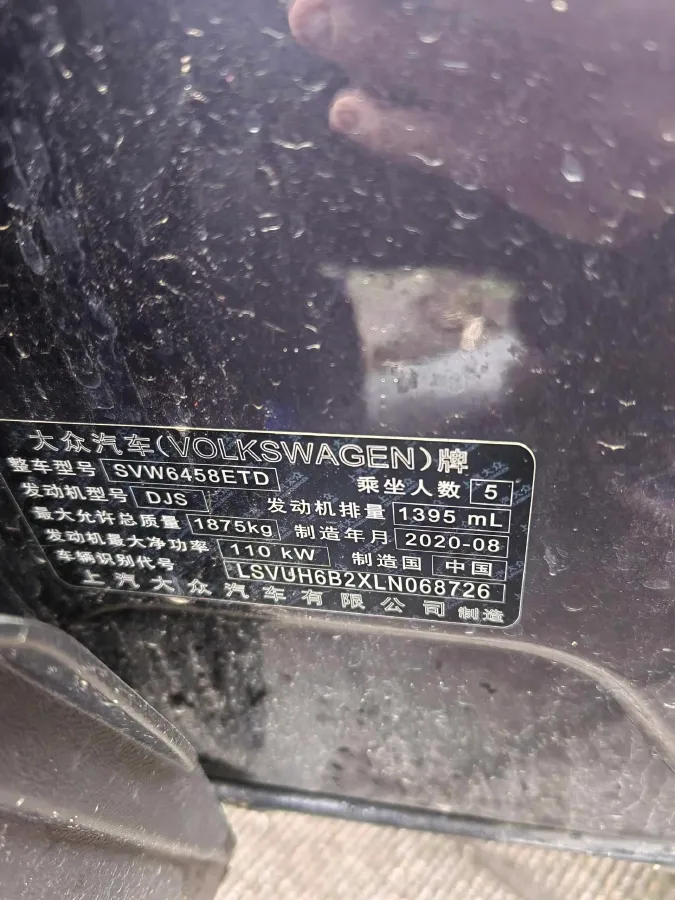 大众汽车(VOLKSWAGEN)牌
整车型号 SVW6458ETD 乘坐人数 5
发动机型号 DJS 发动机排量 1395 mL
最大允许总质量 1875kg 制造年月 2020-08
发动机最大净功率 110 kW 制造国 中国
车辆识别代号 LSVUH6B2XLN068726
上汽大众汽车有限公司 制造